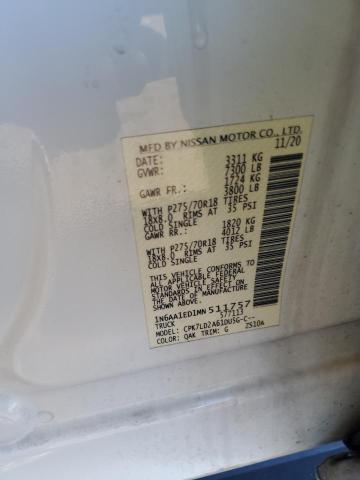 MFD BY NISSAN MOTOR CO., LTD.
DATE: 11/20
GVWR: 3311 KG
7300 LB
GAWR FR.: 1724 KG
3800 LB
WITH P275/70R18 TIRES
18X8.0 RIMS AT 35 PSI
COLD SINGLE
GAWR RR.: 1820 KG
4012 LB
WITH P275/70R18 TIRES
18X8.0 RIMS AT 35 PSI
COLD SINGLE
THIS VEHICLE CONFORMS TO ALL
APPLICABLE FEDERAL MOTOR VEHICLE
SAFETY STANDARDS IN EFFECT ON
THE DATE OF MANUFACTURE SHOWN
ABOVE.
1N6AA1ED1MN511757
TRUCK 577113
MODEL: CPK7LD2A61DU5G-C--
COLOR: QAK TRIM: G ZS10A